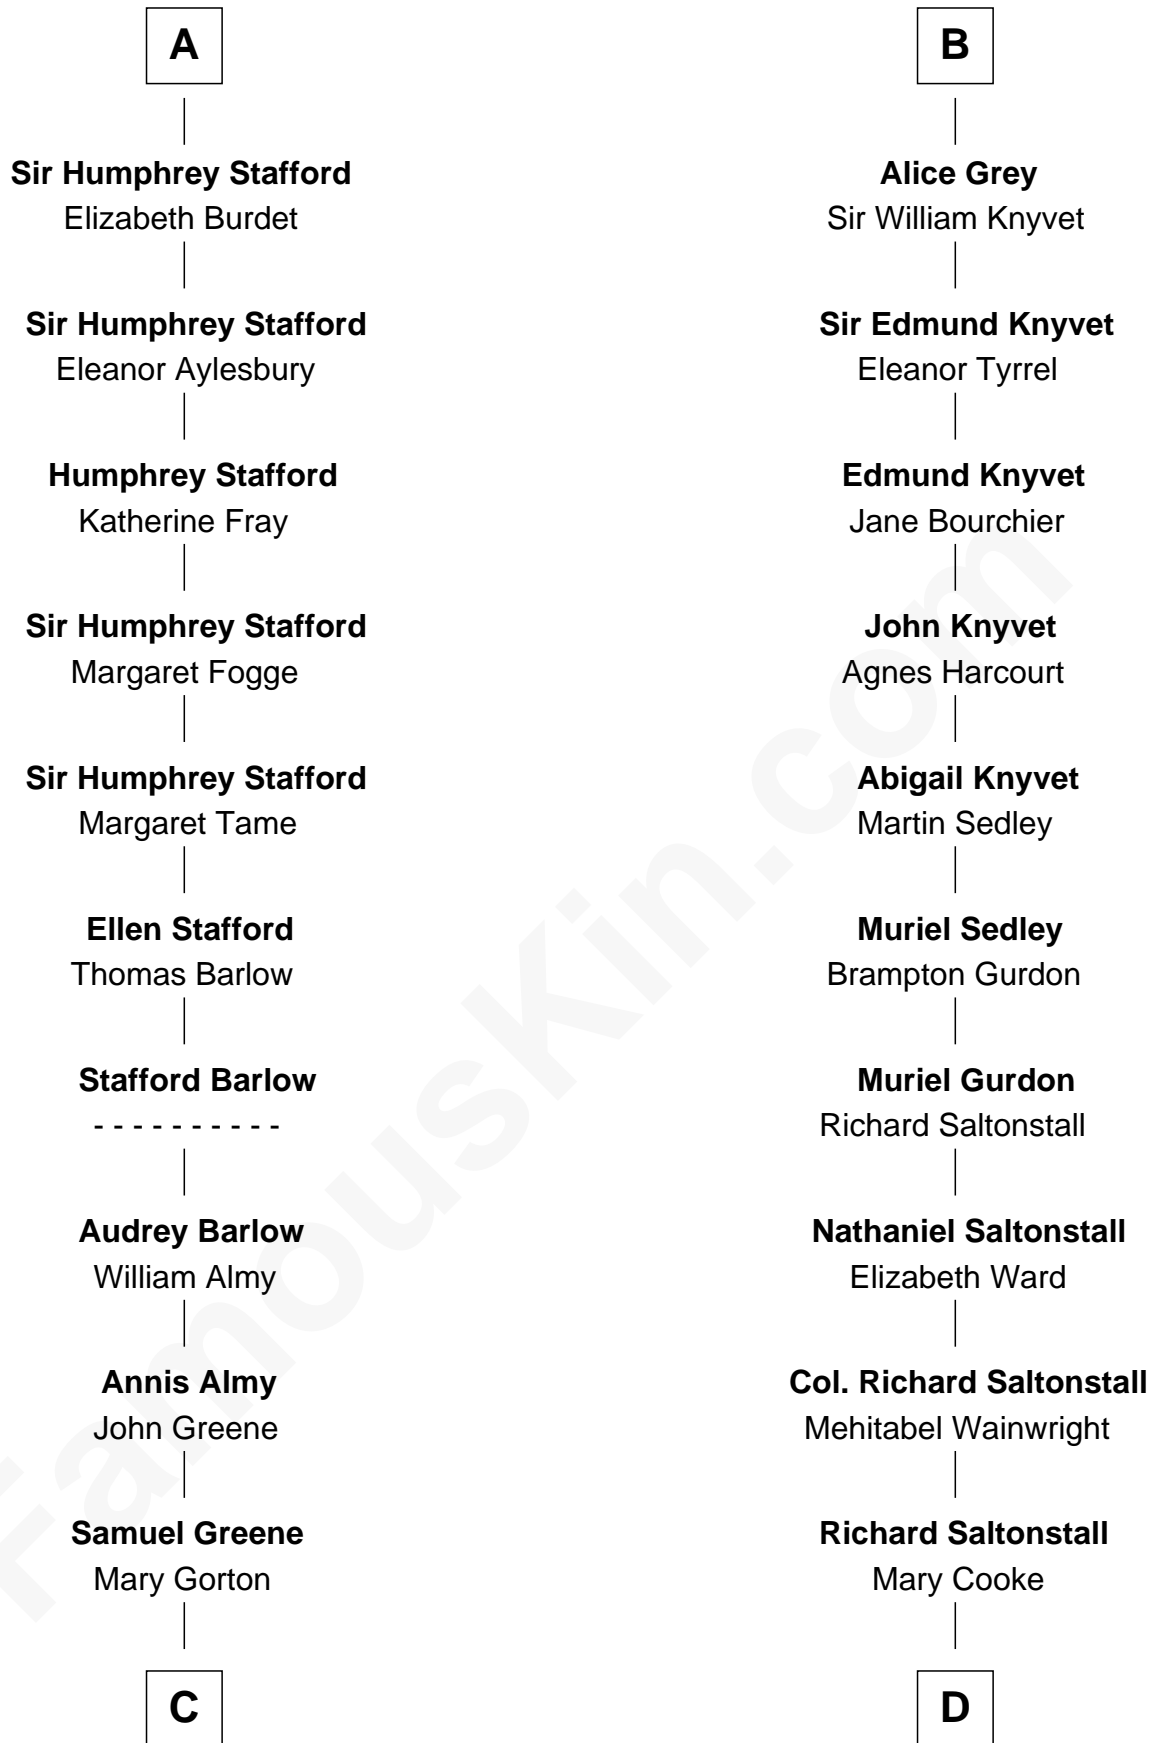 A
Sir Humphrey Stafford
Elizabeth Burdet
Sir Humphrey Stafford
Eleanor Aylesbury
Humphrey Stafford
Katherine Fray
Sir Humphrey Stafford
Margaret Fogge
Sir Humphrey Stafford
Margaret Tame
Ellen Stafford
Thomas Barlow
Stafford Barlow
- - - - - - - - - -
Audrey Barlow
William Almy
Annis Almy
John Greene
Samuel Greene
Mary Gorton
C
B
Alice Grey
Sir William Knyvet
Sir Edmund Knyvet
Eleanor Tyrrel
Edmund Knyvet
Jane Bourchier
John Knyvet
Agnes Harcourt
Abigail Knyvet
Martin Sedley
Muriel Sedley
Brampton Gurdon
Muriel Gurdon
Richard Saltonstall
Nathaniel Saltonstall
Elizabeth Ward
Col. Richard Saltonstall
Mehitabel Wainwright
Richard Saltonstall
Mary Cooke
D
FamousKin.com